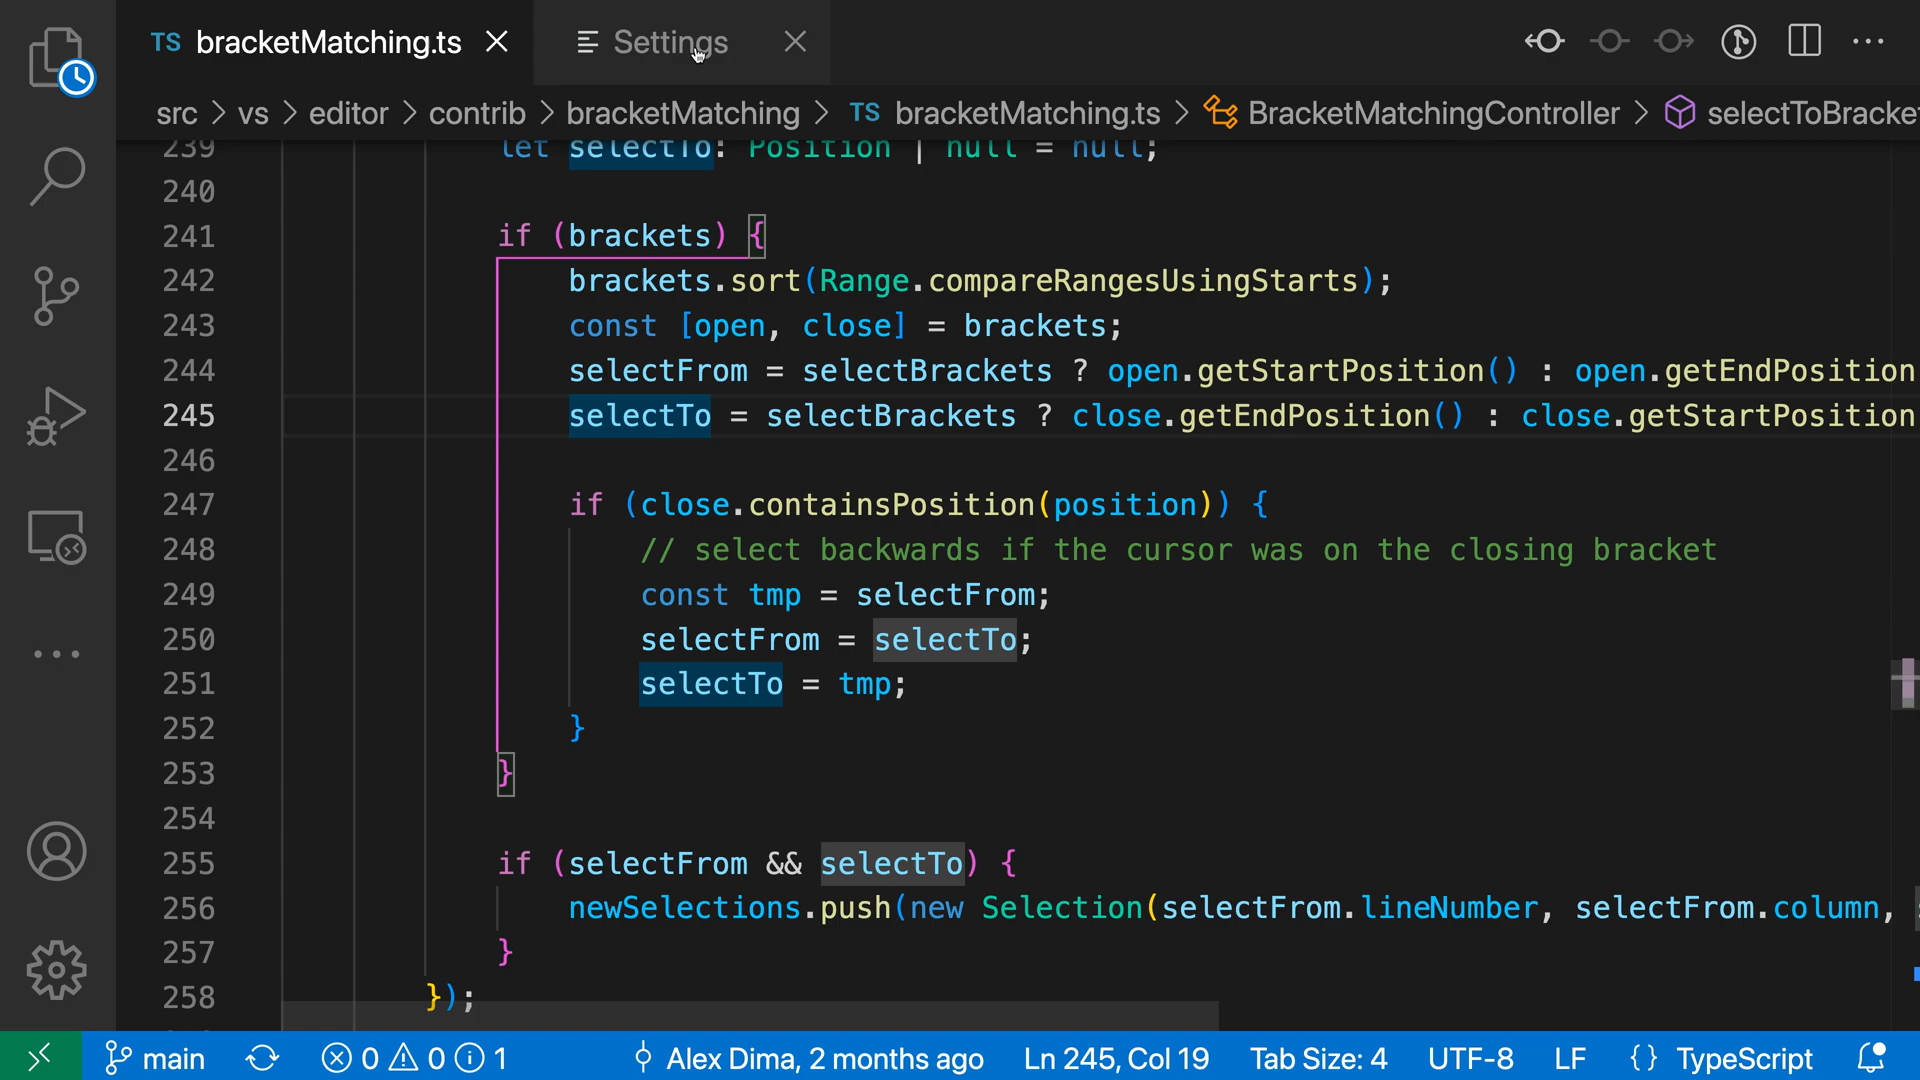 TS bracketMatching.ts Settings
src > vs > editor > contrib > bracketMatching > TS bracketMatching.ts > BracketMatchingController > selectToBracke
239 let selectTo: Position | null = null;
240
241 if (brackets) {
242 brackets.sort(Range.compareRangesUsingStarts);
243 const [open, close] = brackets;
244 selectFrom = selectBrackets ? open.getStartPosition() : open.getEndPosition
245 selectTo = selectBrackets ? close.getEndPosition() : close.getStartPosition
246
247 if (close.containsPosition(position)) {
248 // select backwards if the cursor was on the closing bracket
249 const tmp = selectFrom;
250 selectFrom = selectTo;
251 selectTo = tmp;
252 }
253 }
254
255 if (selectFrom && selectTo) {
256 newSelections.push(new Selection(selectFrom.lineNumber, selectFrom.column,
257 }
258 });
main 0 0 1 Alex Dima, 2 months ago Ln 245, Col 19 Tab Size: 4 UTF-8 LF {} TypeScript